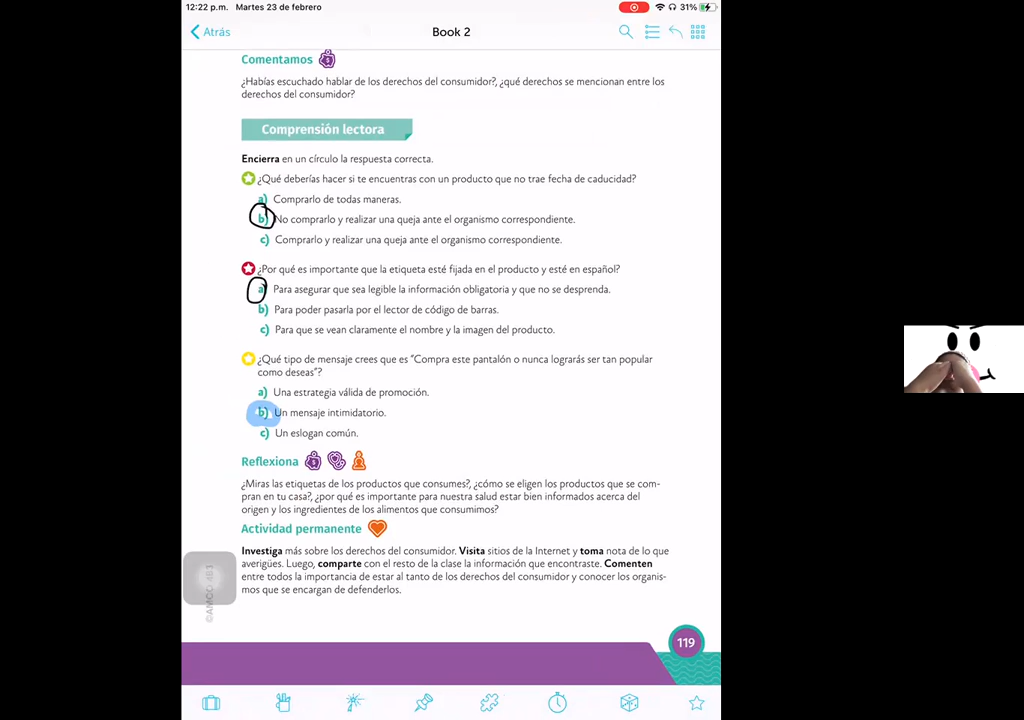 12:22 p.m. Martes 23 de febrero
31%
Atrás
Book 2
Comentamos
¿Habías escuchado hablar de los derechos del consumidor?, ¿qué derechos se mencionan entre los
derechos del consumidor?
Comprensión lectora
Encierra en un círculo la respuesta correcta.
¿Qué deberías hacer si te encuentras con un producto que no trae fecha de caducidad?
a) Comprarlo de todas maneras.
b) No comprarlo y realizar una queja ante el organismo correspondiente.
c) Comprarlo y realizar una queja ante el organismo correspondiente.
¿Por qué es importante que la etiqueta esté fijada en el producto y esté en español?
a) Para asegurar que sea legible la información obligatoria y que no se desprenda.
b) Para poder pasarla por el lector de código de barras.
c) Para que se vean claramente el nombre y la imagen del producto.
¿Qué tipo de mensaje crees que es "Compra este pantalón o nunca lograrás ser tan popular
como deseas"?
a) Una estrategia válida de promoción.
b) Un mensaje intimidatorio.
c) Un eslogan común.
Reflexiona
¿Miras las etiquetas de los productos que consumes?, ¿cómo se eligen los productos que se com-
pran en tu casa?, ¿por qué es importante para nuestra salud estar bien informados acerca del
origen y los ingredientes de los alimentos que consumimos?
Actividad permanente
Investiga más sobre los derechos del consumidor. Visita sitios de la Internet y toma nota de lo que
averigües. Luego, comparte con el resto de la clase la información que encontraste. Comenten
entre todos la importancia de estar al tanto de los derechos del consumidor y conocer los organis-
mos que se encargan de defenderlos.
©AMCO
119